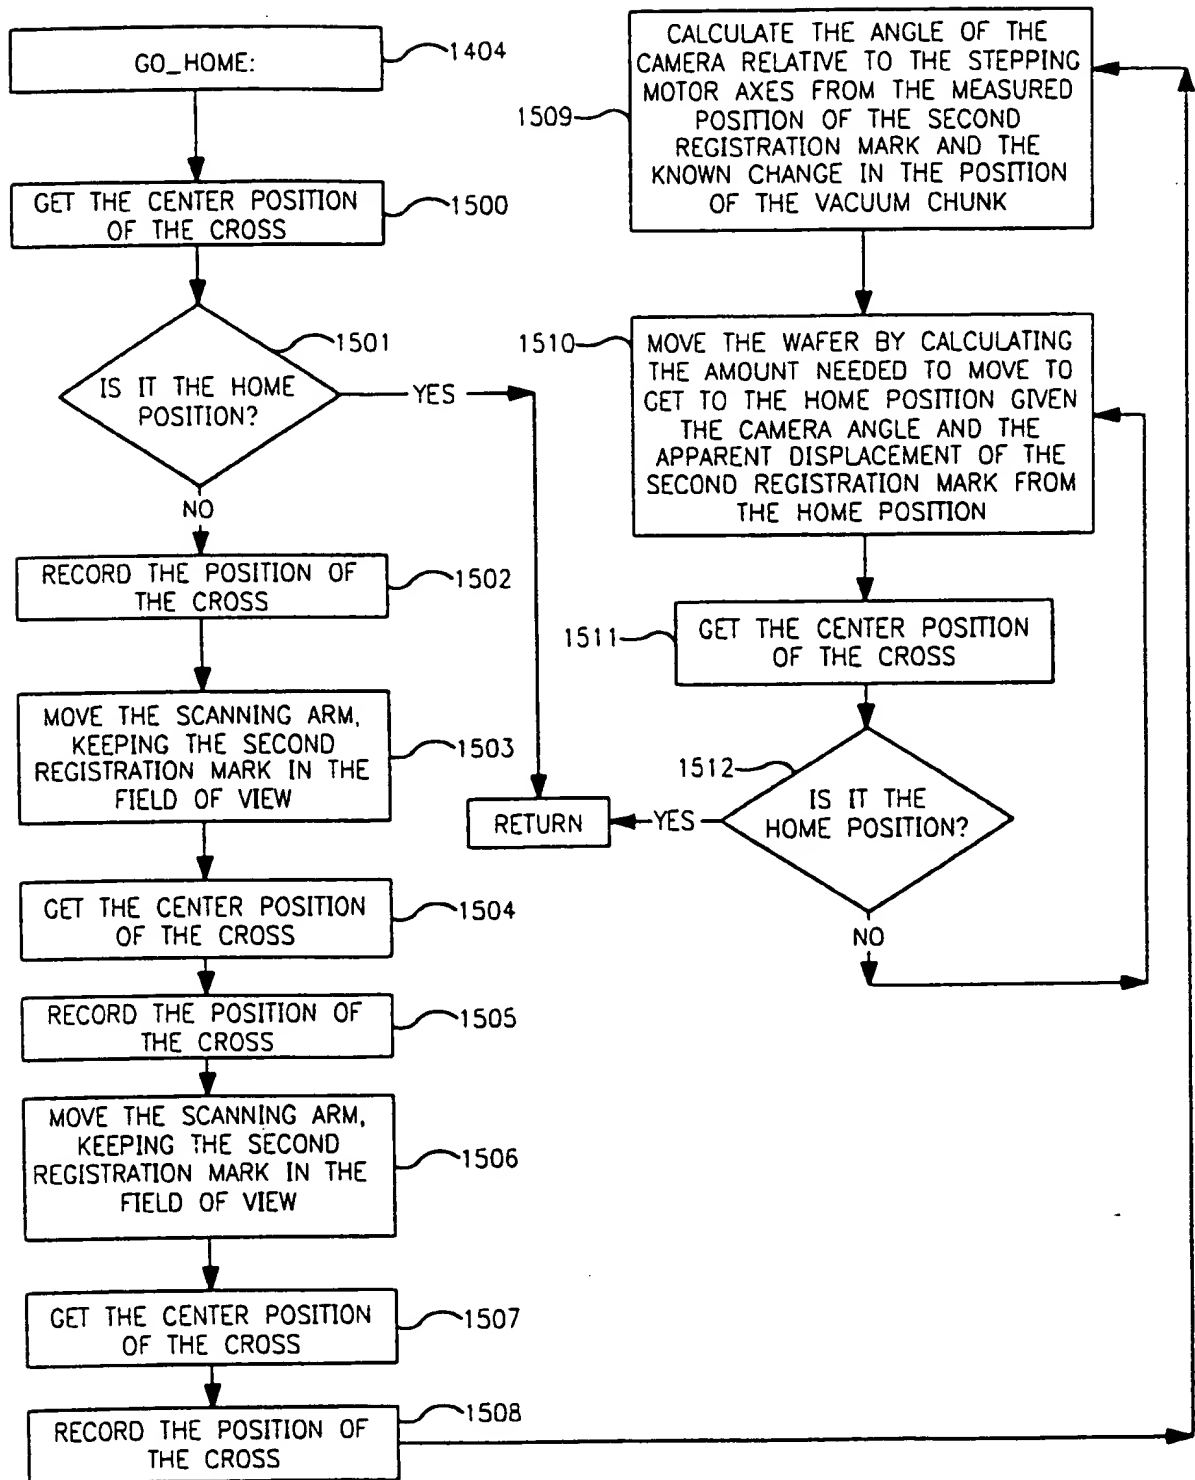 GO_HOME:
1404
GET THE CENTER POSITION
OF THE CROSS
1500
1501
IS IT THE HOME
POSITION?
YES
NO
RECORD THE POSITION OF
THE CROSS
1502
MOVE THE SCANNING ARM,
KEEPING THE SECOND
REGISTRATION MARK IN THE
FIELD OF VIEW
1503
GET THE CENTER POSITION
OF THE CROSS
1504
RECORD THE POSITION OF
THE CROSS
1505
MOVE THE SCANNING ARM,
KEEPING THE SECOND
REGISTRATION MARK IN THE
FIELD OF VIEW
1506
GET THE CENTER POSITION
OF THE CROSS
1507
RECORD THE POSITION OF
THE CROSS
1508
1509
CALCULATE THE ANGLE OF THE
CAMERA RELATIVE TO THE STEPPING
MOTOR AXES FROM THE MEASURED
POSITION OF THE SECOND
REGISTRATION MARK AND THE
KNOWN CHANGE IN THE POSITION
OF THE VACUUM CHUNK
1510
MOVE THE WAFER BY CALCULATING
THE AMOUNT NEEDED TO MOVE TO
GET TO THE HOME POSITION GIVEN
THE CAMERA ANGLE AND THE
APPARENT DISPLACEMENT OF THE
SECOND REGISTRATION MARK FROM
THE HOME POSITION
1511
GET THE CENTER POSITION
OF THE CROSS
1512
IS IT THE
HOME POSITION?
YES
RETURN
NO